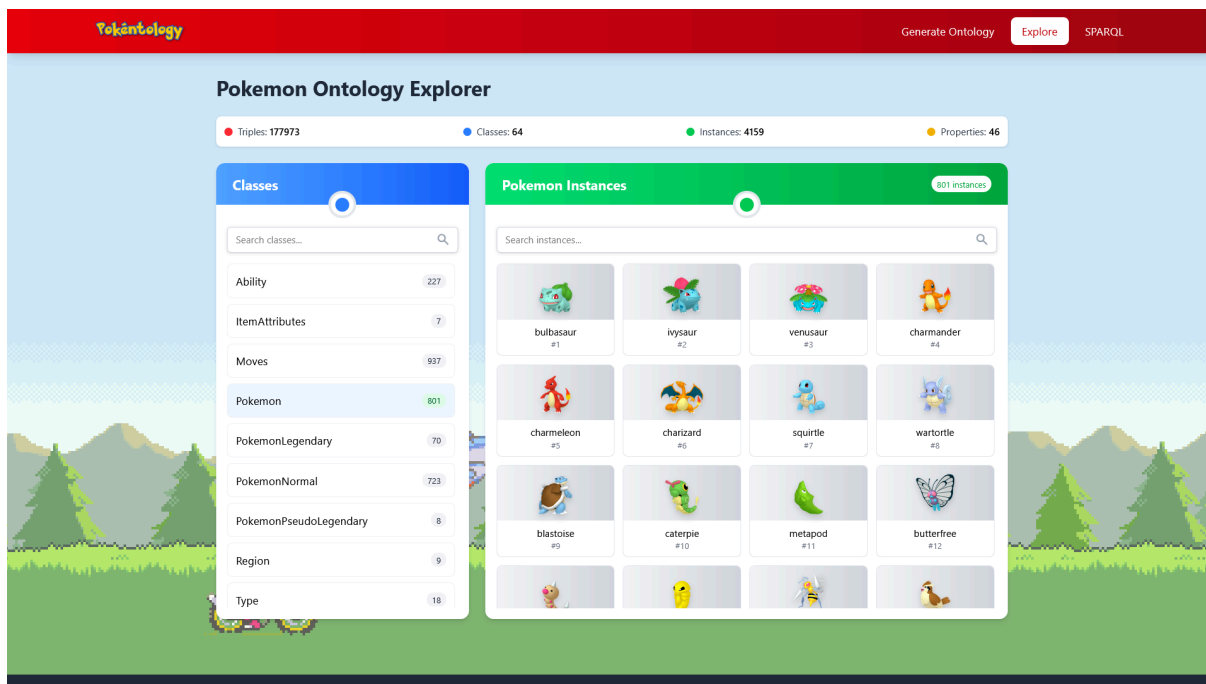 Pokéntology
Generate Ontology Explore SPARQL
Pokemon Ontology Explorer
Triples: 177973 Classes: 64 Instances: 4159 Properties: 46
Classes
Search classes...
Ability 227
ItemAttributes 7
Moves 937
Pokemon 801
PokemonLegendary 70
PokemonNormal 723
PokemonPseudoLegendary 8
Region 9
Type 18
Pokemon Instances 801 instances
Search instances...
bulbasaur ivysaur venusaur charmander
#1 #2 #3 #4
charmeleon charizard squirtle wartortle
#5 #6 #7 #8
blastoise caterpie metapod butterfree
#9 #10 #11 #12